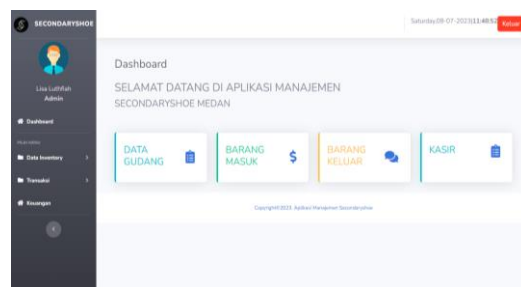 SECONDARYSHOE
Saturday,08-07-2023|11:48:52
Keluar
Lisa Luthfiah
Admin
Dashboard
Data Inventory
Transaksi
Keuangan
Dashboard
SELAMAT DATANG DI APLIKASI MANAJEMEN
SECONDARYSHOE MEDAN
DATA
GUDANG
BARANG
MASUK
BARANG
KELUAR
KASIR
Copyright©2023 Aplikasi Manajemen Secondaryshoe